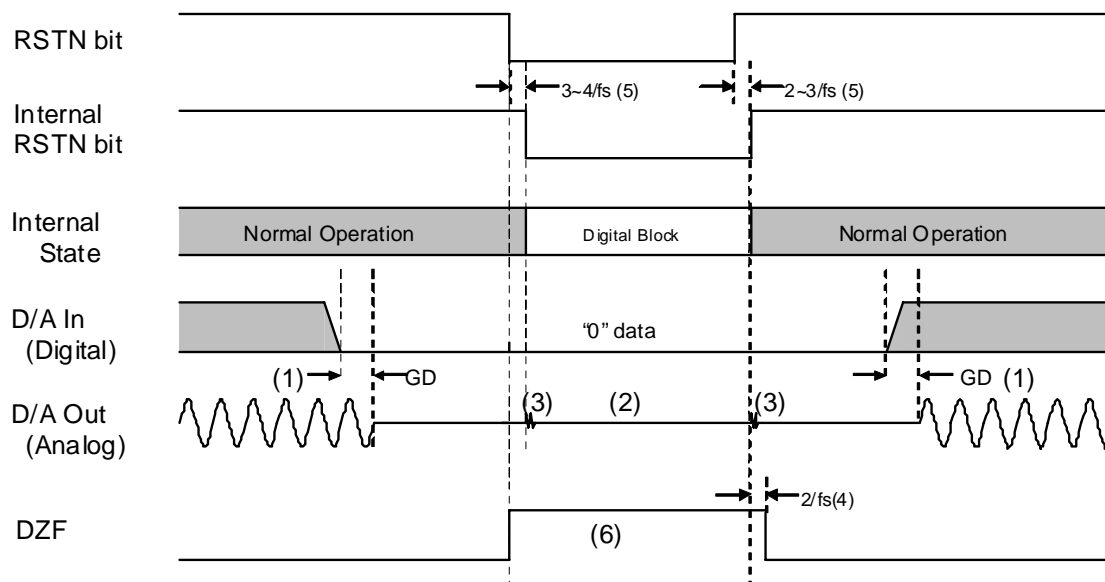 RSTN bit
3~4/fs (5)
2~3/fs (5)
Internal
RSTN bit
Internal
State
Normal Operation
Digital Block
Normal Operation
D/A In
(Digital)
“0” data
(1)
GD
GD
(1)
D/A Out
(Analog)
(3)
(2)
(3)
2/fs(4)
DZF
(6)